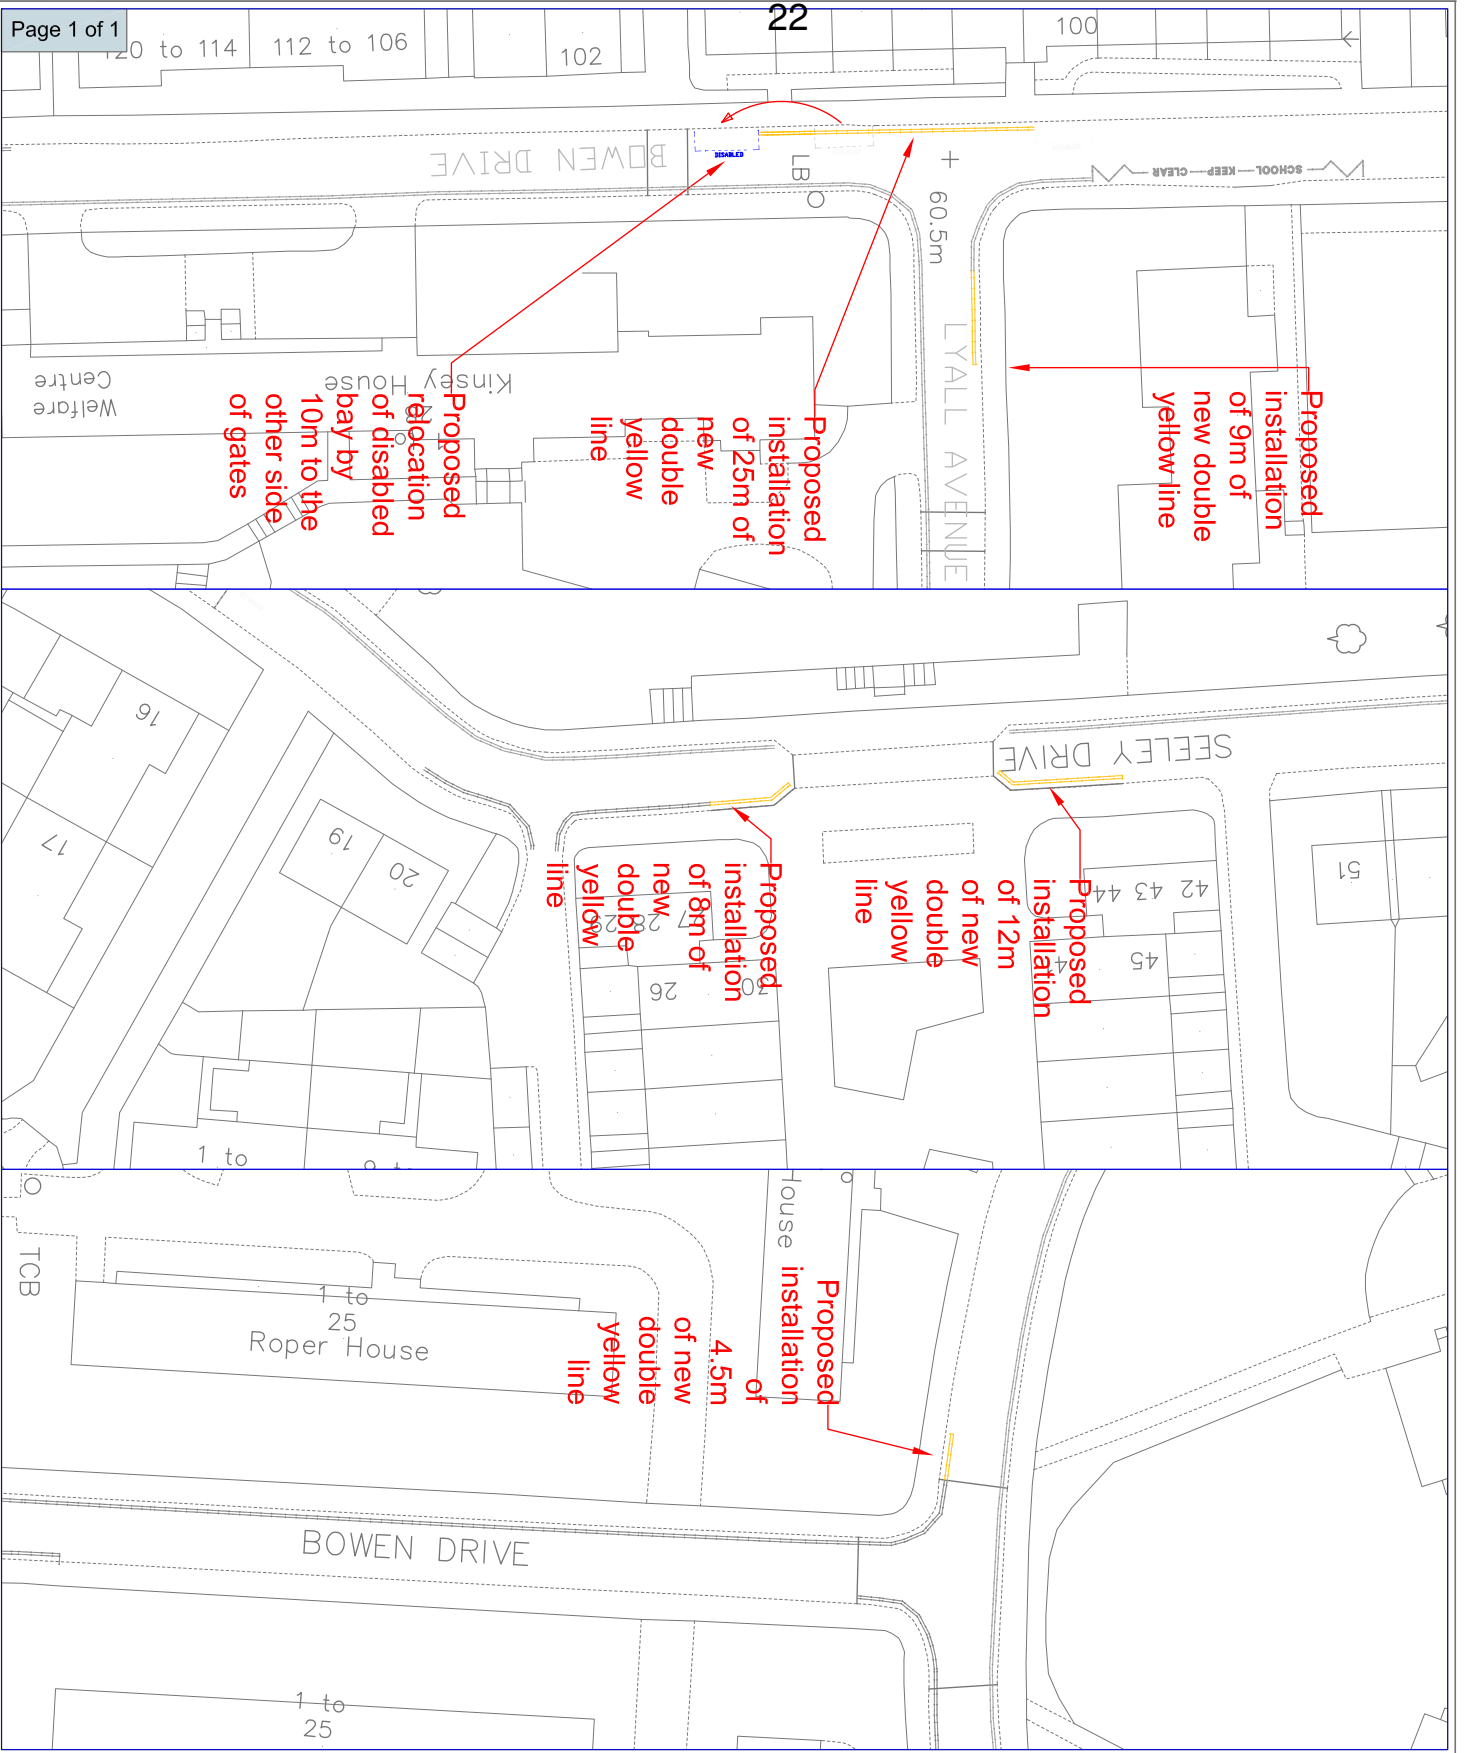 22
Page 1 of 1
120 to 114
112 to 106
102
100
BOWEN DRIVE
DISABLED
LB
60.5m
SCHOOL KEEP CLEAR
LYALL AVENUE
Kinsey House
Welfare
Centre
Proposed
relocation
of disabled
bay by
10m to the
other side
of gates
Proposed
installation
of 25m of
new
double
yellow
line
Proposed
installation
of 9m of
new double
yellow line
SEELEY DRIVE
16
17
19
20
26
28
29
30
42
43
44
45
51
1 to
Proposed
installation
of 8m of
new
double
yellow
line
Proposed
installation
of 12m
of new
double
yellow
line
TCB
1 to
25
Roper House
House
Proposed
installation
of
4.5m
of new
double
yellow
line
BOWEN DRIVE
1 to
25